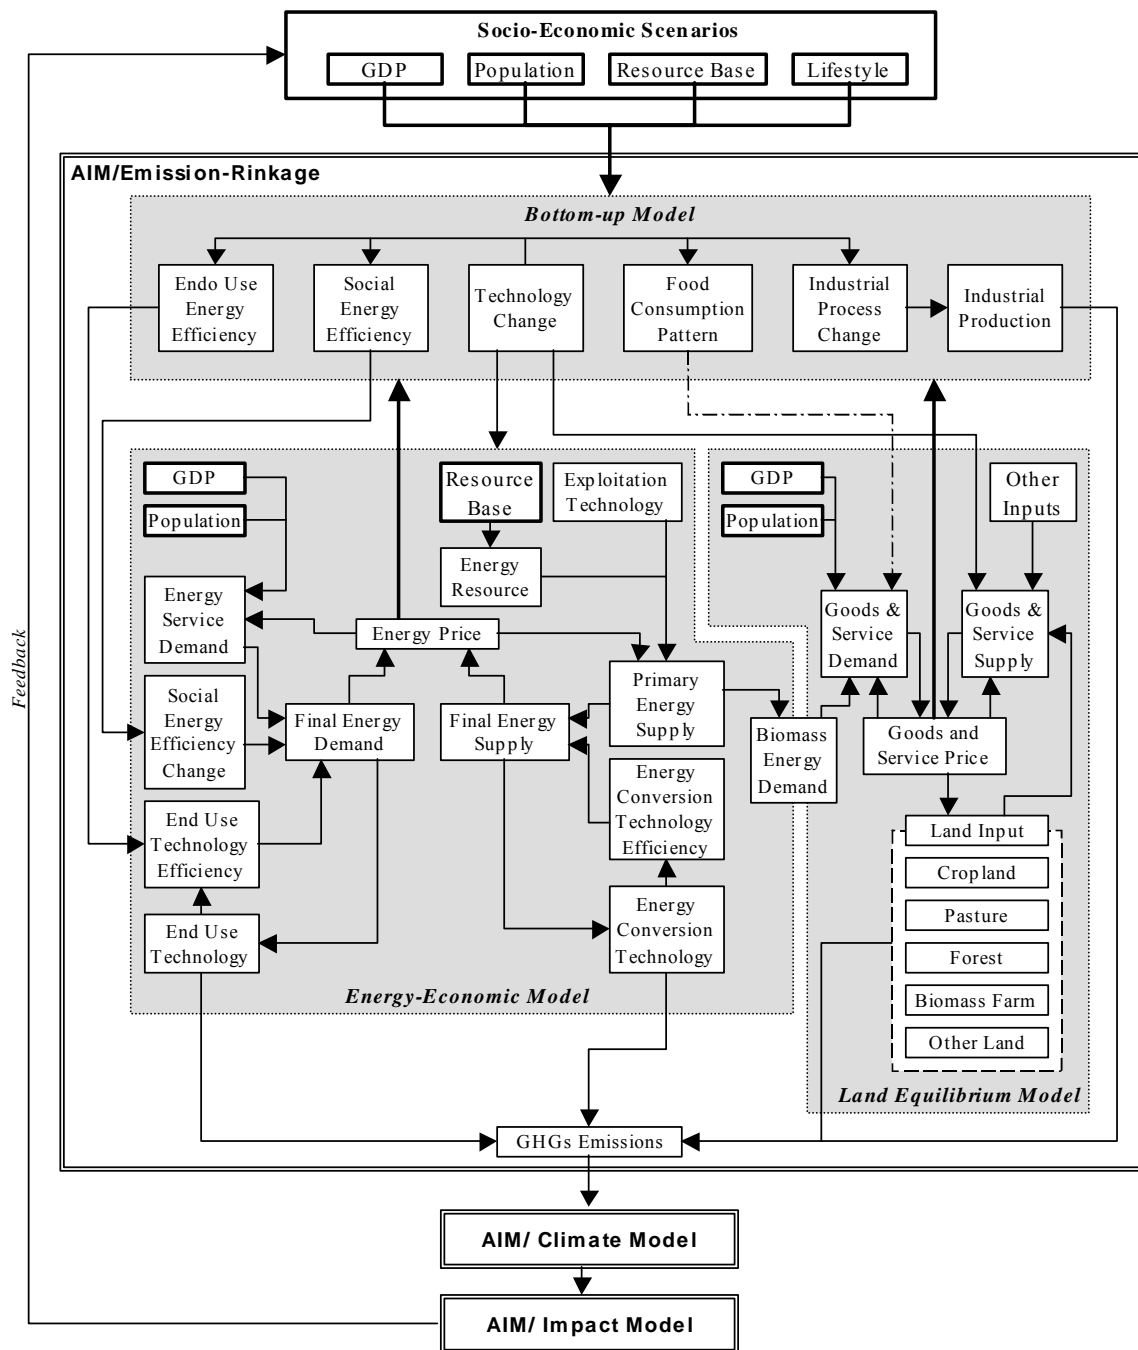 Socio-Economic Scenarios
GDP
Population
Resource Base
Lifestyle
AIM/Emission-Rinkage
Bottom-up Model
Endo Use
Energy
Efficiency
Social
Energy
Efficiency
Technology
Change
Food
Consumption
Pattern
Industrial
Process
Change
Industrial
Production
GDP
Population
Resource
Base
Exploitation
Technology
Energy
Resource
GDP
Population
Other
Inputs
Energy
Service
Demand
Energy Price
Goods &
Service
Demand
Goods &
Service
Supply
Social
Energy
Efficiency
Change
Final Energy
Demand
Final Energy
Supply
Primary
Energy
Supply
Biomass
Energy
Demand
Goods and
Service Price
End Use
Technology
Efficiency
Energy
Conversion
Technology
Efficiency
Land Input
Cropland
Pasture
Forest
Biomass Farm
Other Land
End Use
Technology
Energy
Conversion
Technology
Energy-Economic Model
Land Equilibrium Model
GHGs Emissions
AIM/ Climate Model
AIM/ Impact Model
Feedback